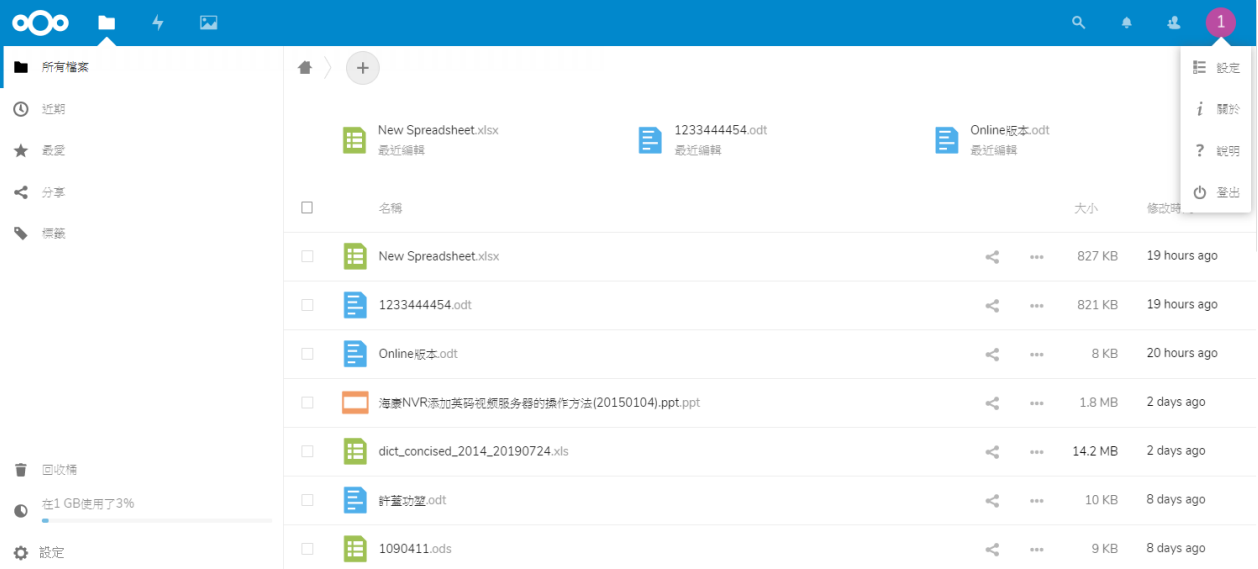 1
所有檔案
設定
近期
關於
New Spreadsheet.xlsx
1233444454.odt
Online版本.odt
最愛
最近編輯
最近編輯
最近編輯
說明
分享
登出
名稱
大小
修改時
標籤
New Spreadsheet.xlsx
827 KB
19 hours ago
1233444454.odt
821 KB
19 hours ago
Online版本.odt
8 KB
20 hours ago
海康NVR添加英码视频服务器的操作方法(20150104).ppt.ppt
1.8 MB
2 days ago
dict_concised_2014_20190724.xls
14.2 MB
2 days ago
回收桶
許蓋功堃.odt
10 KB
8 days ago
在1 GB使用了3%
設定
1090411.ods
9 KB
8 days ago